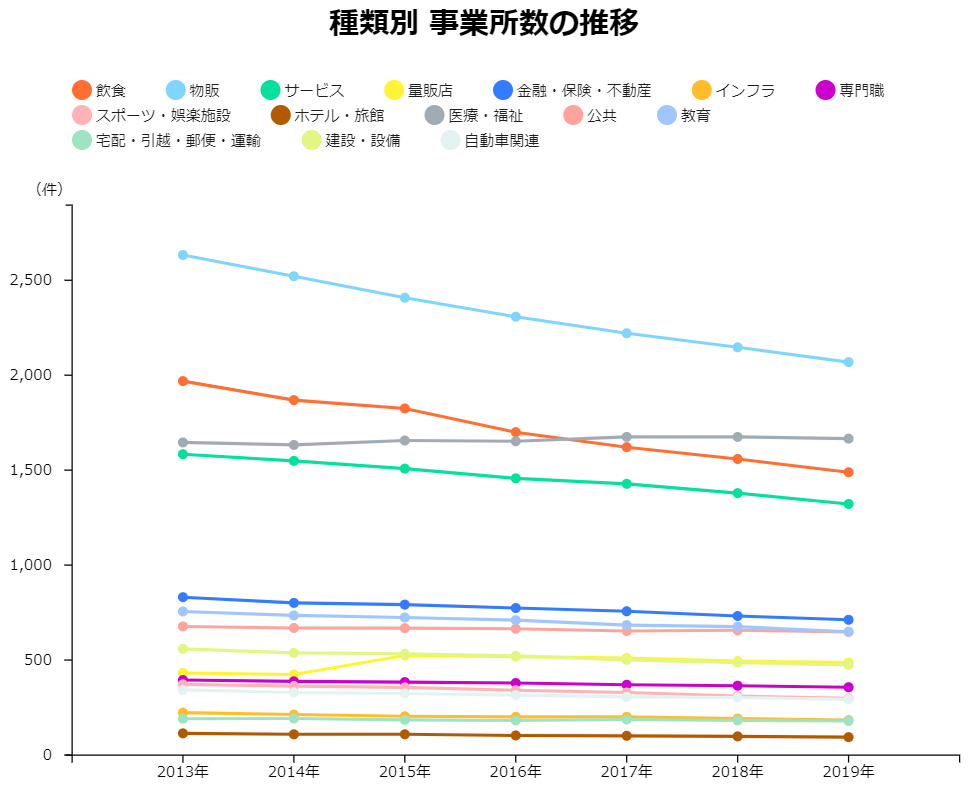 種類別 事業所数の推移
飲食 物販 サービス 量販店 金融・保険・不動産 インフラ 専門職
スポーツ・娯楽施設 ホテル・旅館 医療・福祉 公共 教育
宅配・引越・郵便・運輸 建設・設備 自動車関連
（件）
2,500
2,000
1,500
1,000
500
0
2013年 2014年 2015年 2016年 2017年 2018年 2019年